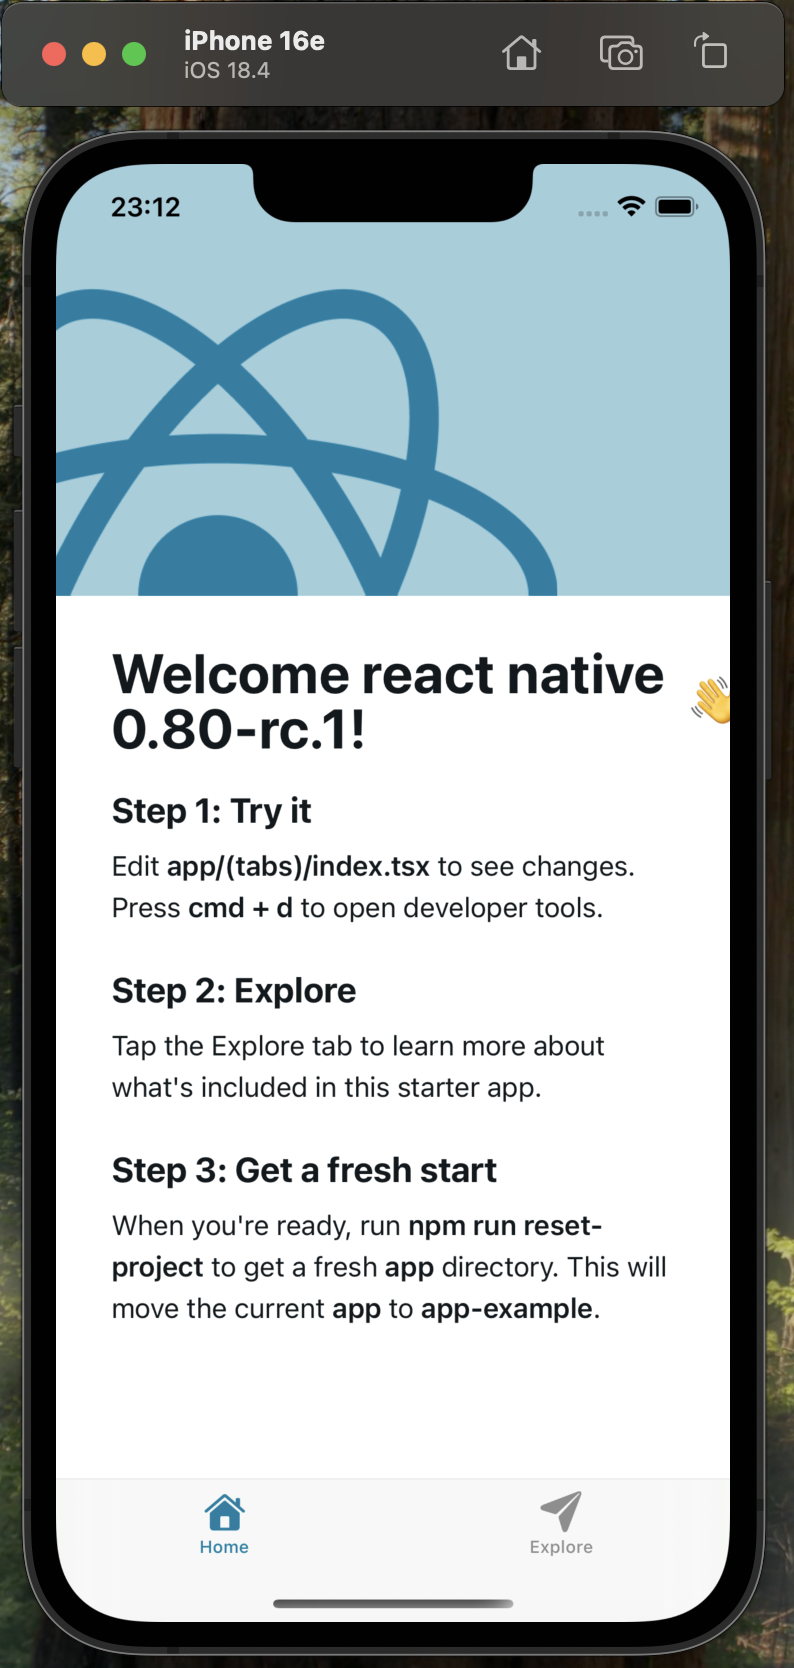 iPhone 16e
iOS 18.4
23:12
Welcome react native
0.80-rc.1!
👋
Step 1: Try it
Edit app/(tabs)/index.tsx to see changes.
Press cmd + d to open developer tools.
Step 2: Explore
Tap the Explore tab to learn more about
what's included in this starter app.
Step 3: Get a fresh start
When you're ready, run npm run reset-
project to get a fresh app directory. This will
move the current app to app-example.
Home
Explore